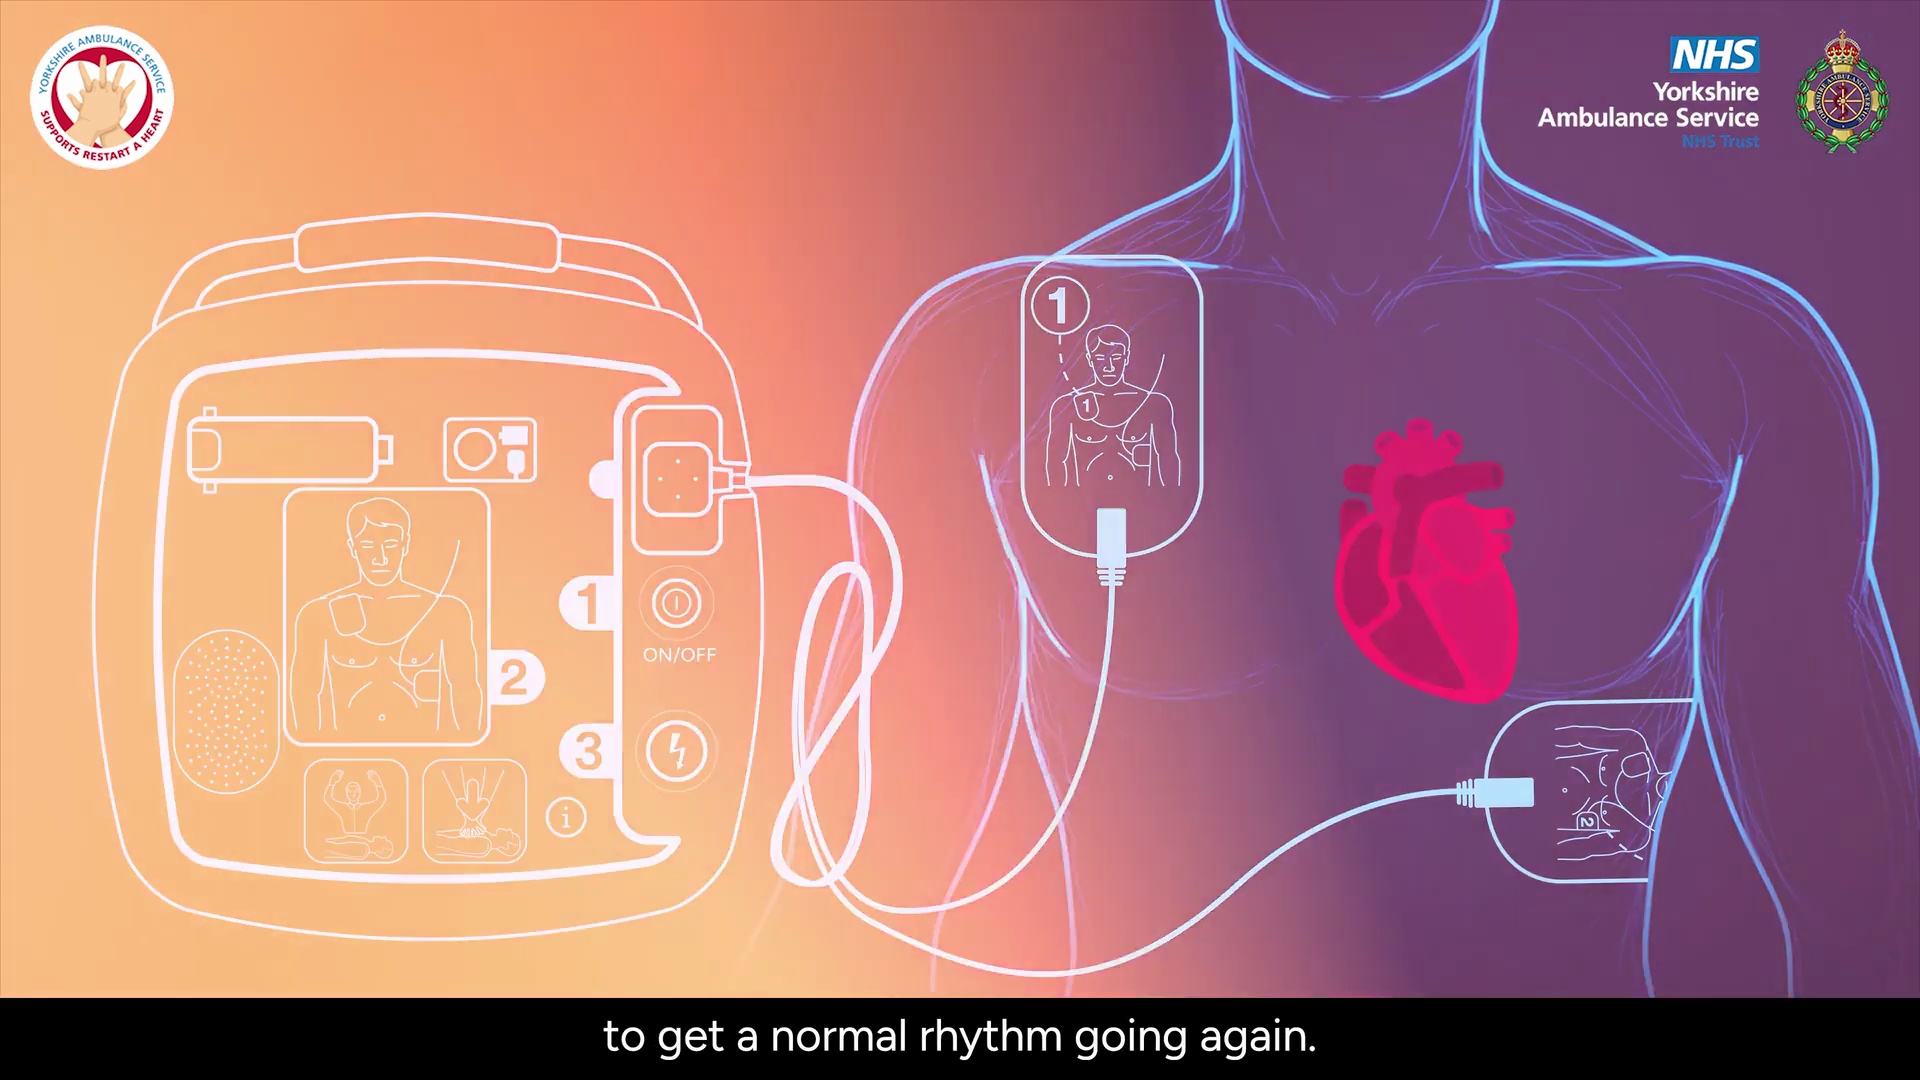 YORKSHIRE AMBULANCE SERVICE
SUPPORTS RESTART A HEART
NHS
Yorkshire
Ambulance Service
NHS Trust
1
1
1
ON/OFF
2
3
i
2
to get a normal rhythm going again.